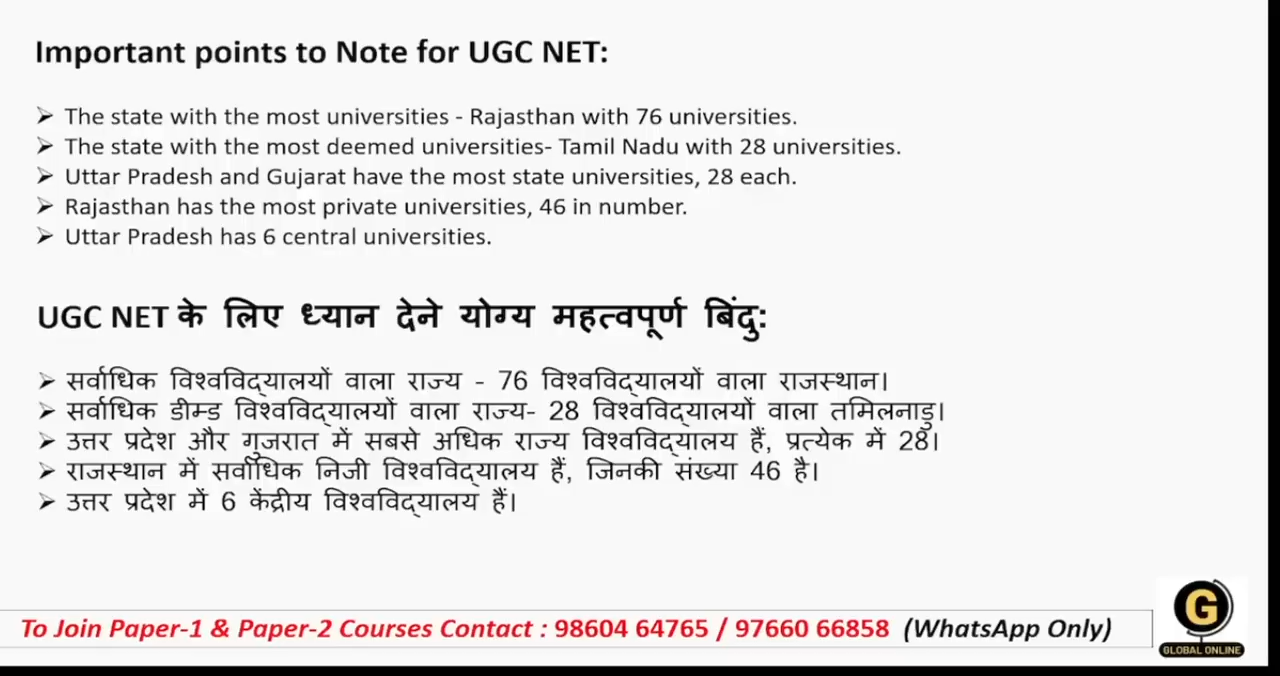 Important points to Note for UGC NET:
➢ The state with the most universities - Rajasthan with 76 universities.
➢ The state with the most deemed universities- Tamil Nadu with 28 universities.
➢ Uttar Pradesh and Gujarat have the most state universities, 28 each.
➢ Rajasthan has the most private universities, 46 in number.
➢ Uttar Pradesh has 6 central universities.
UGC NET के लिए ध्यान देने योग्य महत्वपूर्ण बिंदु:
➢ सर्वाधिक विश्वविद्यालयों वाला राज्य - 76 विश्वविद्यालयों वाला राजस्थान।
➢ सर्वाधिक डीम्ड विश्वविद्यालयों वाला राज्य- 28 विश्वविद्यालयों वाला तमिलनाडु।
➢ उत्तर प्रदेश और गुजरात में सबसे अधिक राज्य विश्वविद्यालय हैं, प्रत्येक में 28।
➢ राजस्थान में सर्वाधिक निजी विश्वविद्यालय हैं, जिनकी संख्या 46 है।
➢ उत्तर प्रदेश में 6 केंद्रीय विश्वविद्यालय हैं।
To Join Paper-1 & Paper-2 Courses Contact : 98604 64765 / 97660 66858 (WhatsApp Only)
G
GLOBAL ONLINE